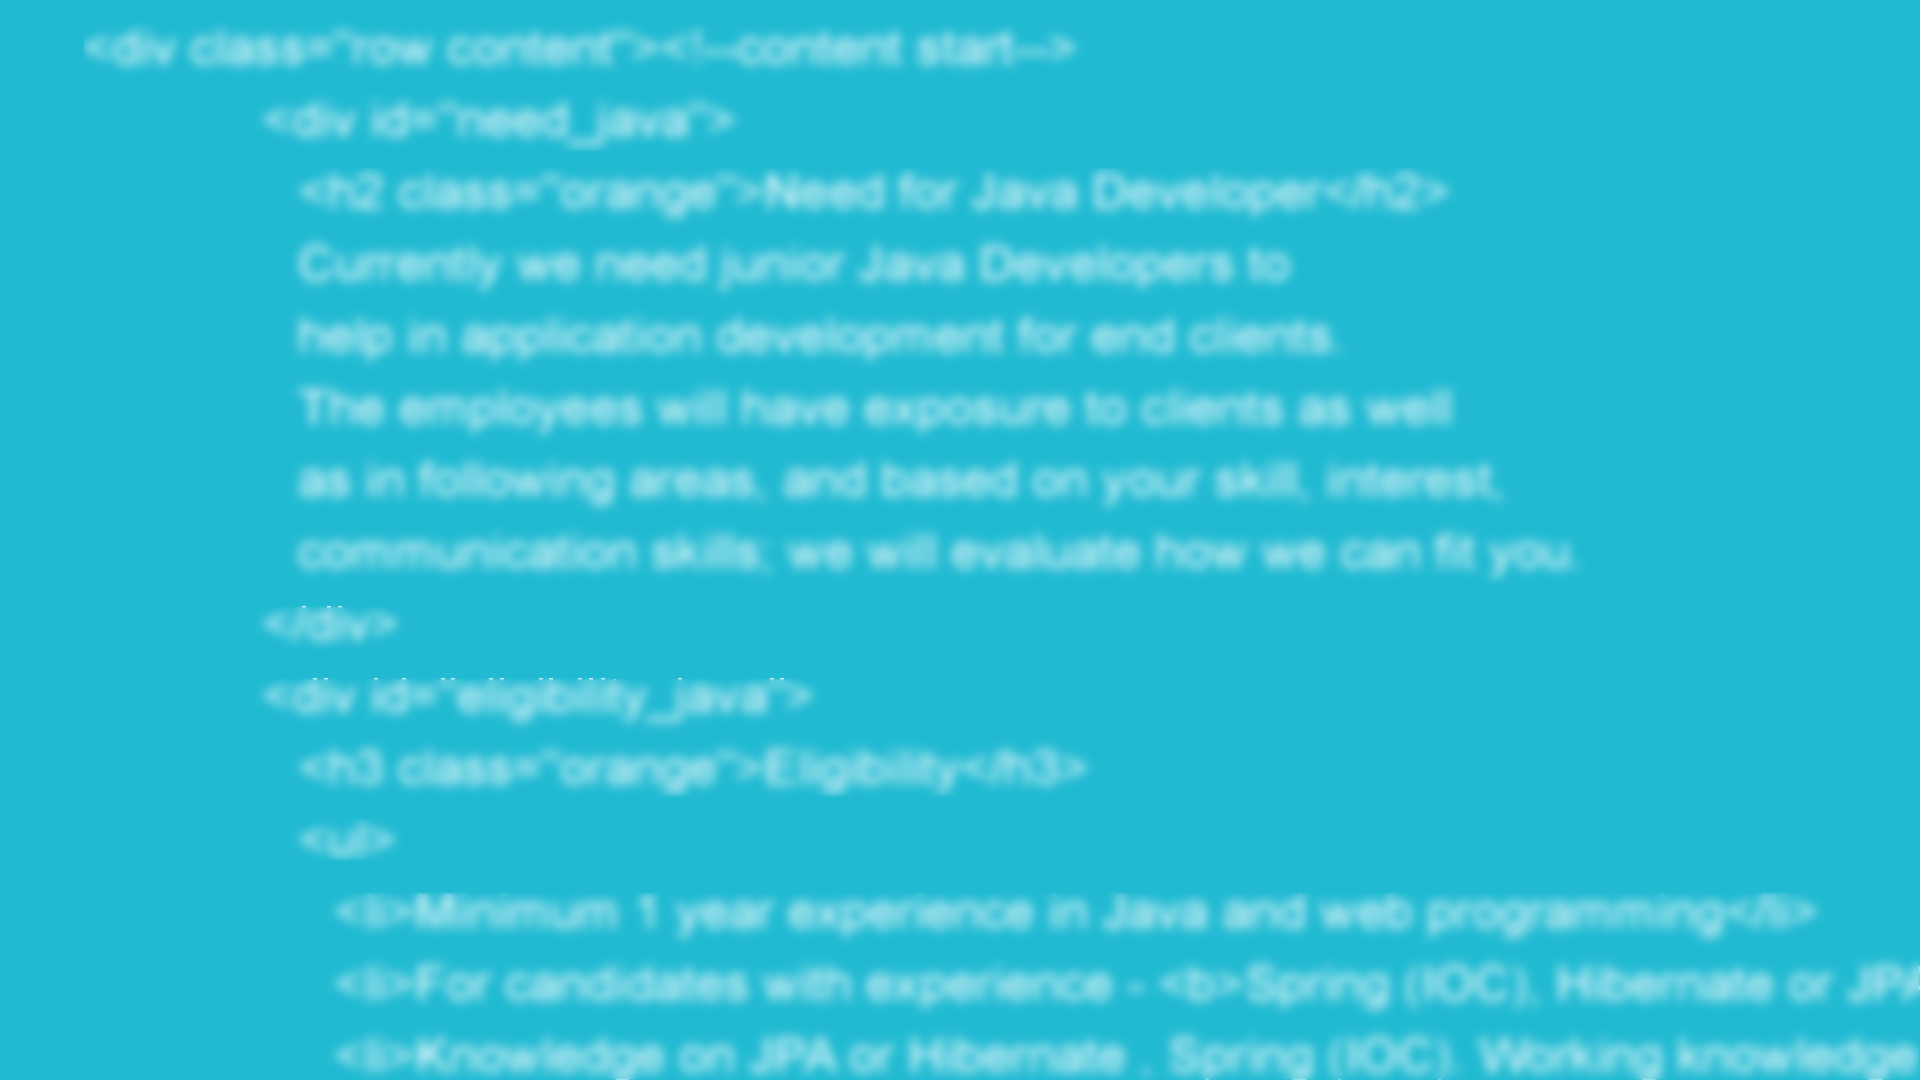 <div class="row content"><!--content start-->
<div id="need_java">
<h2 class="orange">Need for Java Developer</h2>
Currently we need junior Java Developers to
help in application development for end clients.
The employees will have exposure to clients as well
as in following areas, and based on your skill, interest,
communication skills; we will evaluate how we can fit you.
</div>
<div id="eligibility_java">
<h3 class="orange">Eligibility</h3>
<ul>
<li>Minimum 1 year experience in Java and web programming</li>
<li>For candidates with experience - <b>Spring (IOC), Hibernate or JPA
<li>Knowledge on JPA or Hibernate , Spring (IOC). Working knowledge